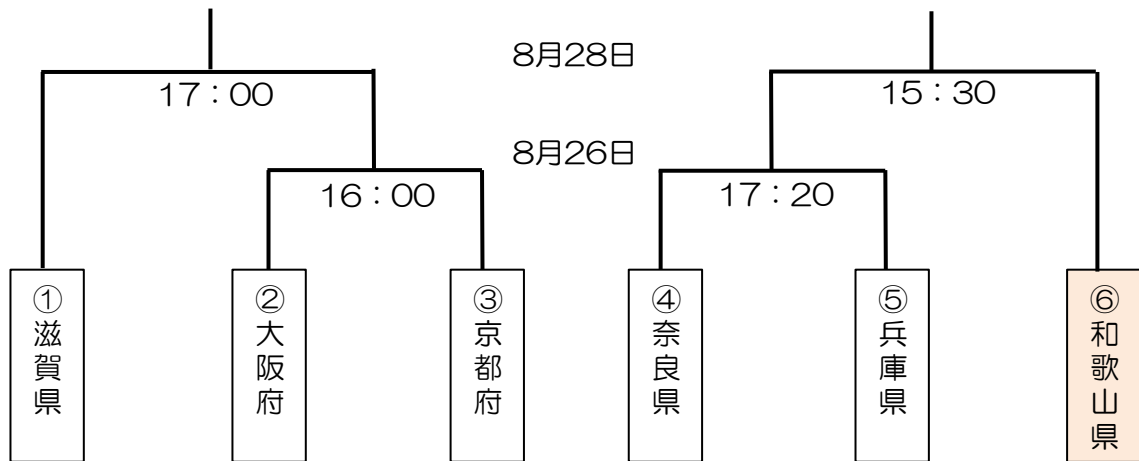 8月28日
17：00
15：30
8月26日
16：00
17：20
①滋賀県
②大阪府
③京都府
④奈良県
⑤兵庫県
⑥和歌山県